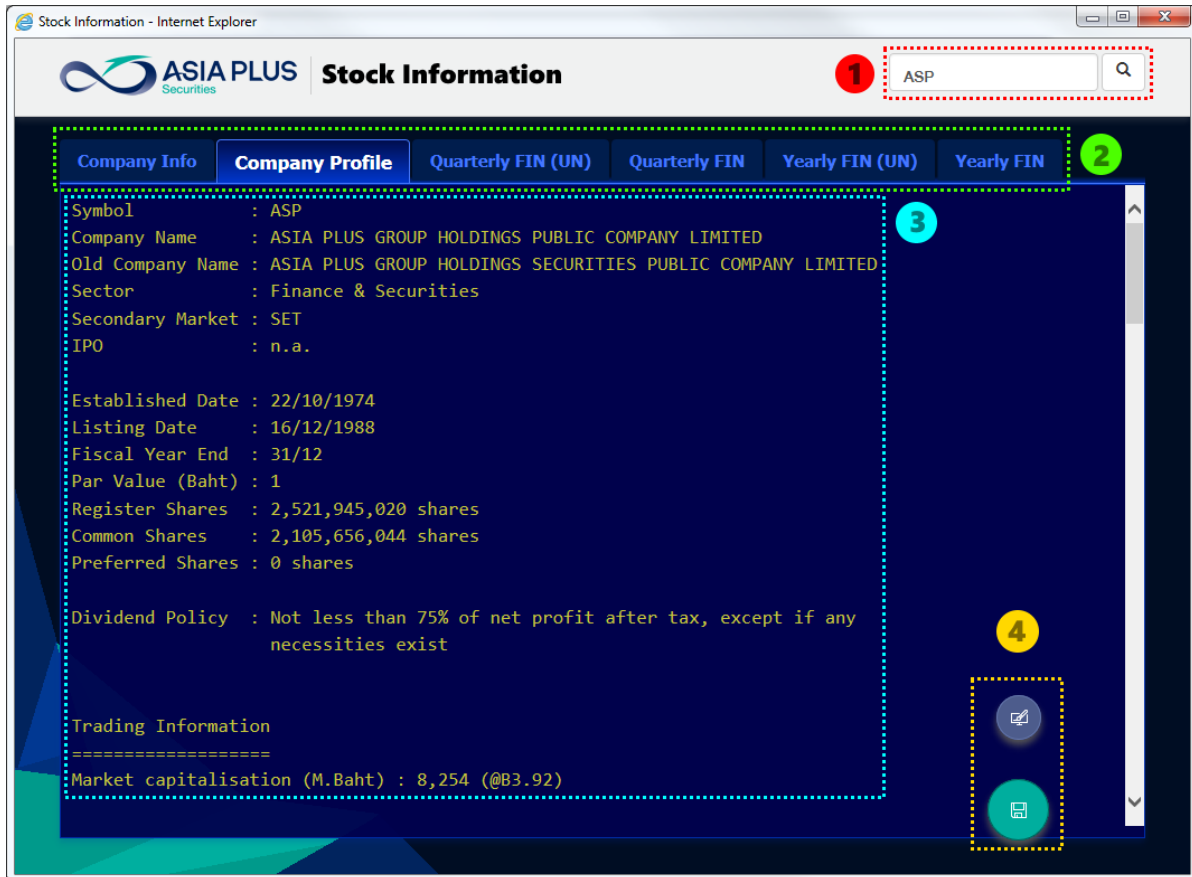 Stock Information - Internet Explorer
ASIA PLUS
Securities
Stock Information
1
ASP
Company Info
Company Profile
Quarterly FIN (UN)
Quarterly FIN
Yearly FIN (UN)
Yearly FIN
2
3
Symbol : ASP
Company Name : ASIA PLUS GROUP HOLDINGS PUBLIC COMPANY LIMITED
Old Company Name : ASIA PLUS GROUP HOLDINGS SECURITIES PUBLIC COMPANY LIMITED
Sector : Finance & Securities
Secondary Market : SET
IPO : n.a.
Established Date : 22/10/1974
Listing Date : 16/12/1988
Fiscal Year End : 31/12
Par Value (Baht) : 1
Register Shares : 2,521,945,020 shares
Common Shares : 2,105,656,044 shares
Preferred Shares : 0 shares
Dividend Policy : Not less than 75% of net profit after tax, except if any
necessities exist
4
Trading Information
===================
Market capitalisation (M.Baht) : 8,254 (@B3.92)